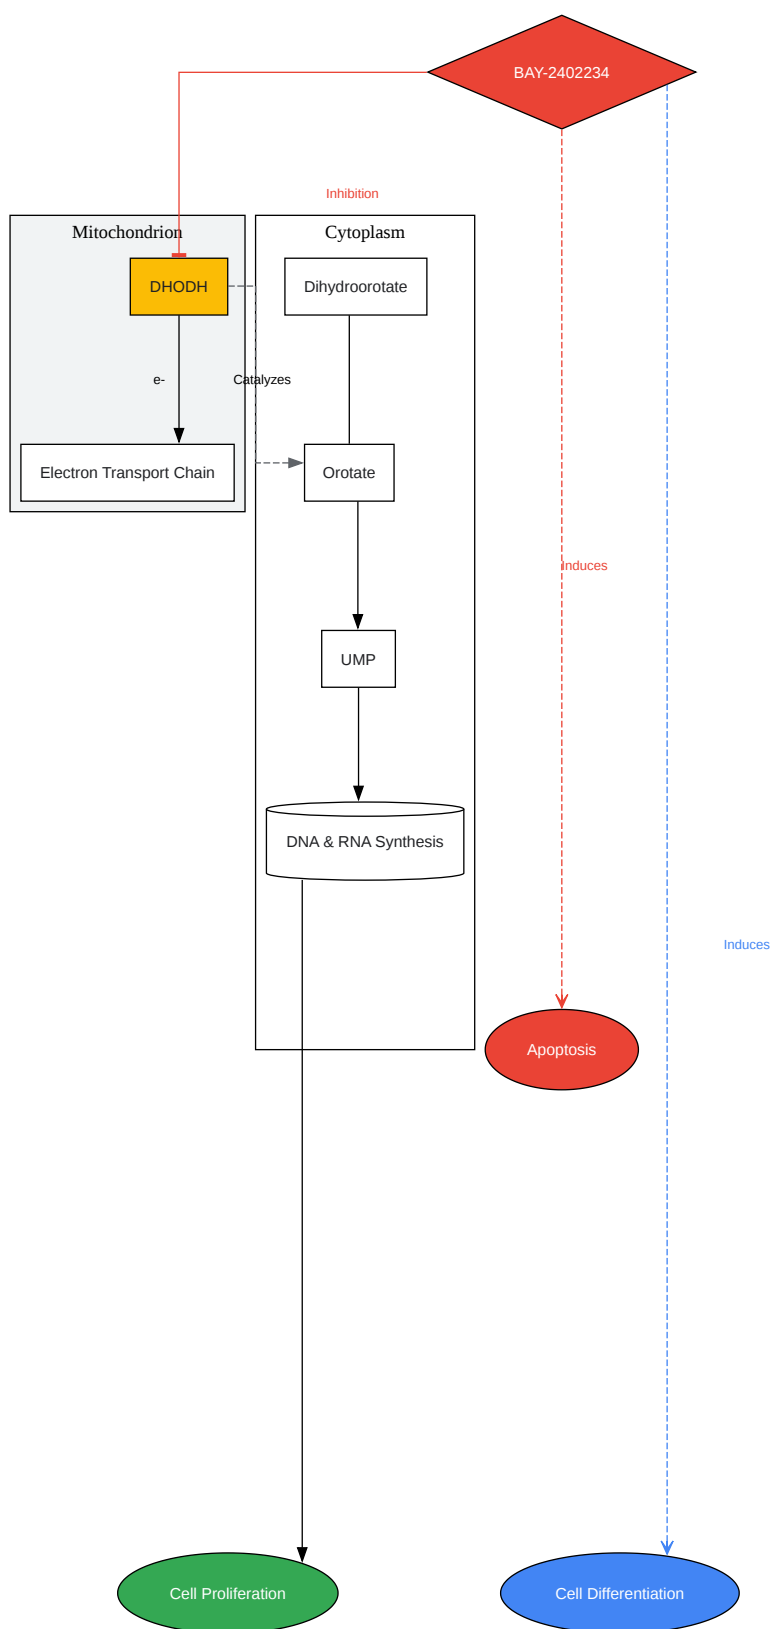 BAY-2402234
Inhibition
Mitochondrion
Cytoplasm
DHODH
Dihydroorotate
e-
Catalyzes
Electron Transport Chain
Orotate
Induces
UMP
DNA & RNA Synthesis
Induces
Apoptosis
Cell Proliferation
Cell Differentiation